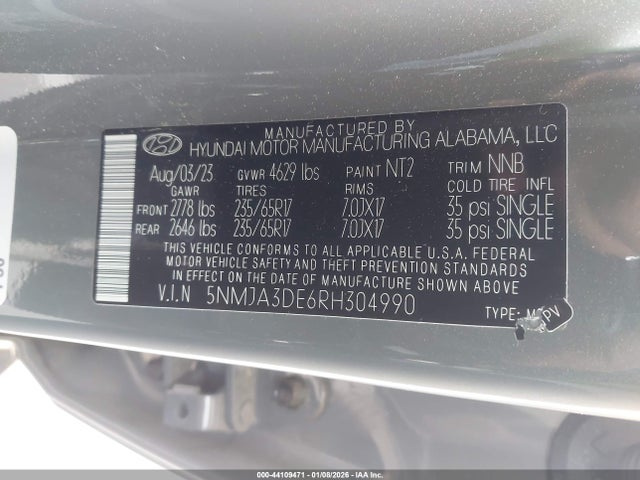 MANUFACTURED BY
HYUNDAI MOTOR MANUFACTURING ALABAMA, LLC
Aug/03/23 GVWR 4629 lbs PAINT NT2 TRIM NNB
GAWR TIRES RIMS COLD TIRE INFL
FRONT 2778 lbs 235/65R17 7.0JX17 35 psi SINGLE
REAR 2646 lbs 235/65R17 7.0JX17 35 psi SINGLE
THIS VEHICLE CONFORMS TO ALL APPLICABLE U.S.A. FEDERAL
MOTOR VEHICLE SAFETY AND THEFT PREVENTION STANDARDS IN
EFFECT ON THE DATE OF MANUFACTURE SHOWN ABOVE.
V.I.N 5NMJA3DE6RH304990 TYPE: MPV
000-44109471 - 01/08/2026 - Copyright © IAA, LLC